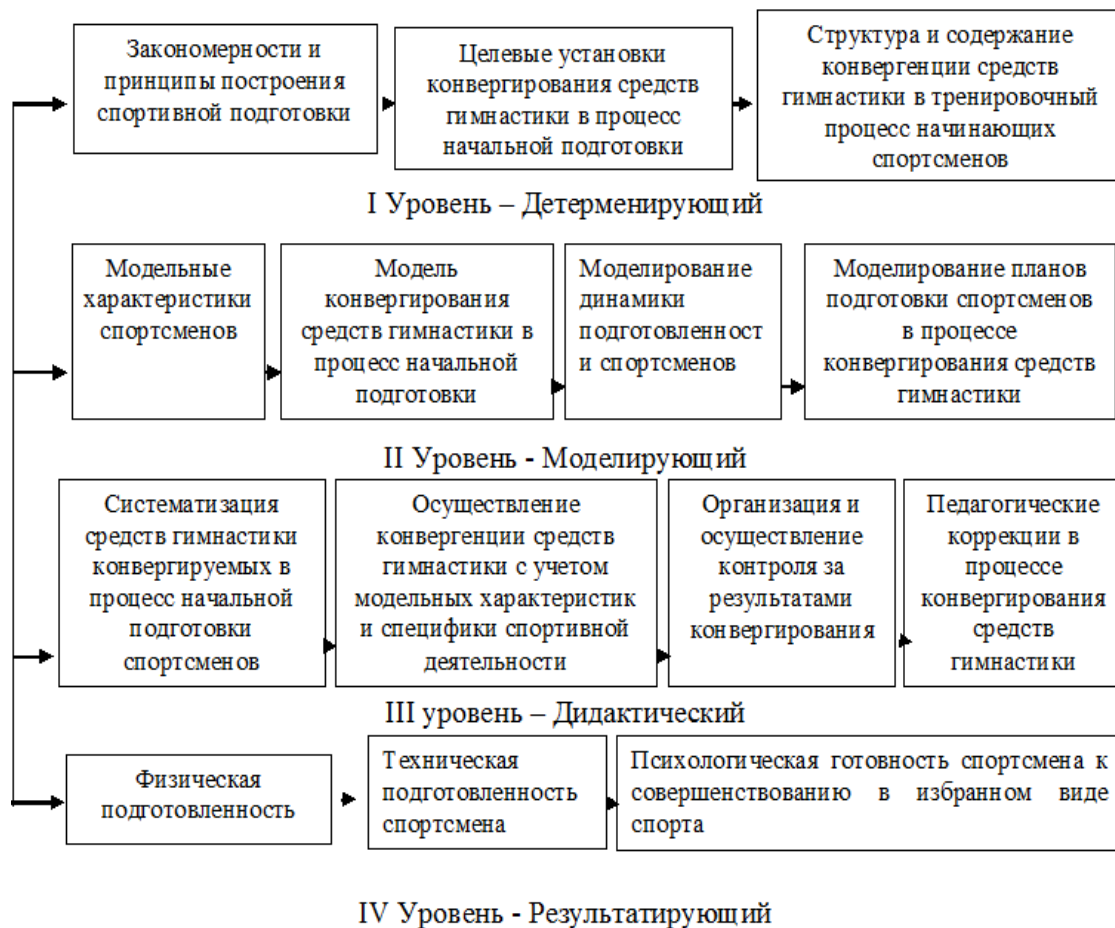 Закономерности и
принципы построения
спортивной подготовки
Целевые установки
конвергирования средств
гимнастики в процесс
начальной подготовки
Структура и содержание
конвергенции средств
гимнастики в тренировочный
процесс начинающих
спортсменов
I Уровень – Детерменирующий
Модельные
характеристики
спортсменов
Модель
конвергирования
средств гимнастики в
процесс начальной
подготовки
Моделирование
динамики
подготовленност
и спортсменов
Моделирование планов
подготовки спортсменов
в процессе
конвергирования средств
гимнастики
II Уровень - Моделирующий
Систематизация
средств гимнастики
конвергируемых в
процесс начальной
подготовки
спортсменов
Осуществление
конвергенции средств
гимнастики с учетом
модельных характеристик
и специфики спортивной
деятельности
Организация и
осуществление
контроля за
результатами
конвергирования
Педагогические
коррекции в
процессе
конвергирования
средств
гимнастики
III уровень – Дидактический
Физическая
подготовленность
Техническая
подготовленность
спортсмена
Психологическая готовность спортсмена к
совершенствованию в избранном виде
спорта
IV Уровень - Результатирующий